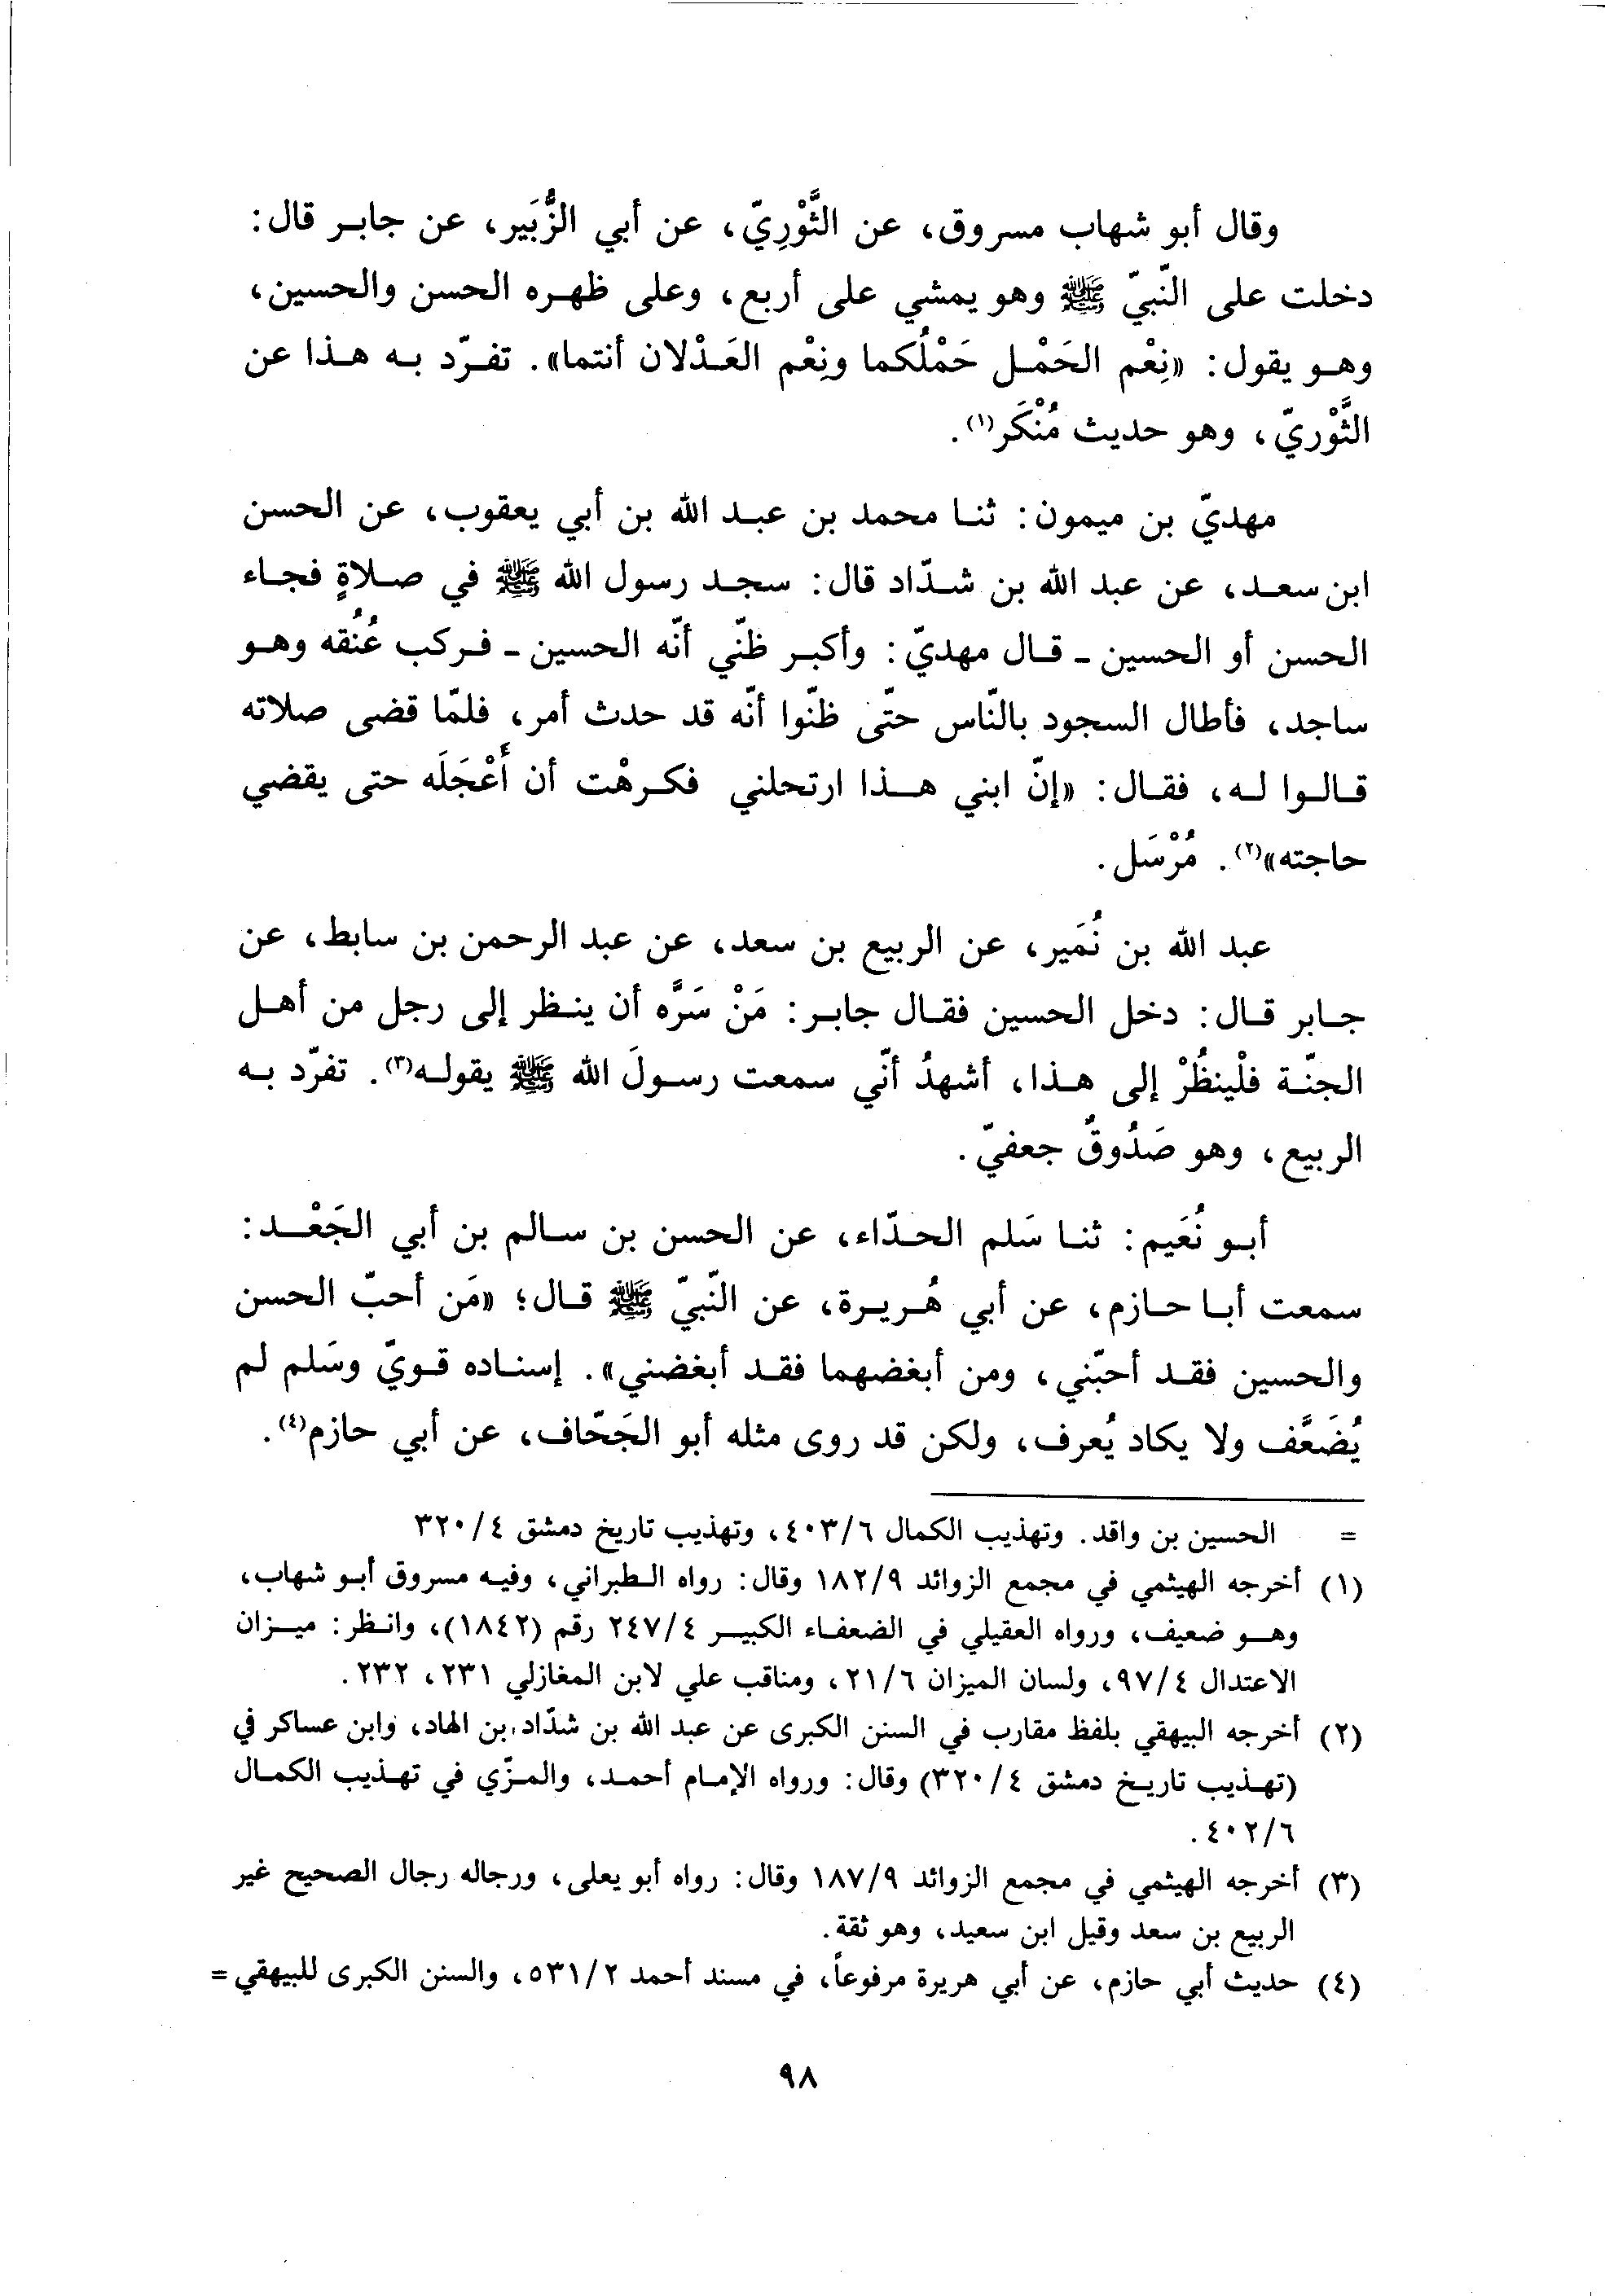 وقال أبو شهاب مسروق، عن الثَّوْرِيّ، عن أبي الزُّبَير، عن جابر قال:
دخلت على النّبيّ ﷺ وهو يمشي على أربع، وعلى ظهره الحسن والحسين،
وهو يقول: «نِعْم الحَمْل حَمْلُكما ونِعْم العَدْلان أنتما». تفرّد به هذا عن
الثَّوْريّ، وهو حديث مُنْكَر(١).
مهديّ بن ميمون: ثنا محمد بن عبد الله بن أبي يعقوب، عن الحسن
ابن سعد، عن عبد الله بن شدّاد قال: سجد رسول الله ﷺ في صلاةٍ فجاء
الحسن أو الحسين ـ قال مهديّ: وأكبر ظنّي أنّه الحسين ـ فركب عُنُقه وهو
ساجد، فأطال السجود بالنّاس حتّى ظنّوا أنّه قد حدث أمر، فلمّا قضى صلاته
قالوا له، فقال: «إنّ ابني هذا ارتحلني فكرهْت أن أَعْجَلَه حتى يقضي
حاجته»(٢). مُرْسَل.
عبد الله بن نُمَير، عن الربيع بن سعد، عن عبد الرحمن بن سابط، عن
جابر قال: دخل الحسين فقال جابر: مَنْ سَرَّه أن ينظر إلى رجل من أهل
الجنّة فلْينظُرْ إلى هذا، أشهدُ أنّي سمعت رسولَ الله ﷺ يقوله(٣). تفرّد به
الربيع، وهو صَدُوقٌ جعفيّ.
أبو نُعَيم: ثنا سَلم الحدّاء، عن الحسن بن سالم بن أبي الجَعْد:
سمعت أبا حازم، عن أبي هُريرة، عن النّبيّ ﷺ قال؛ «مَن أحبّ الحسن
والحسين فقد أحبّني، ومن أبغضهما فقد أبغضني». إسناده قويّ وسَلم لم
يُضَعَّف ولا يكاد يُعرف، ولكن قد روى مثله أبو الجَحّاف، عن أبي حازم(٤).
= الحسين بن واقد. وتهذيب الكمال ٤٠٣/٦، وتهذيب تاريخ دمشق ٣٢٠/٤
(١) أخرجه الهيثمي في مجمع الزوائد ١٨٢/٩ وقال: رواه الطبراني، وفيه مسروق أبو شهاب،
وهو ضعيف، ورواه العقيلي في الضعفاء الكبير ٢٤٧/٤ رقم (١٨٤٢)، وانظر: ميزان
الاعتدال ٩٧/٤، ولسان الميزان ٢١/٦، ومناقب علي لابن المغازلي ٢٣١، ٢٣٢.
(٢) أخرجه البيهقي بلفظ مقارب في السنن الكبرى عن عبد الله بن شدّاد بن الهاد، وابن عساكر في
(تهذيب تاريخ دمشق ٣٢٠/٤) وقال: ورواه الإمام أحمد، والمزّي في تهذيب الكمال
٤٠٢/٦.
(٣) أخرجه الهيثمي في مجمع الزوائد ١٨٧/٩ وقال: رواه أبو يعلى، ورجاله رجال الصحيح غير
الربيع بن سعد وقيل ابن سعيد، وهو ثقة.
(٤) حديث أبي حازم، عن أبي هريرة مرفوعاً، في مسند أحمد ٥٣١/٢، والسنن الكبرى للبيهقي =
٩٨